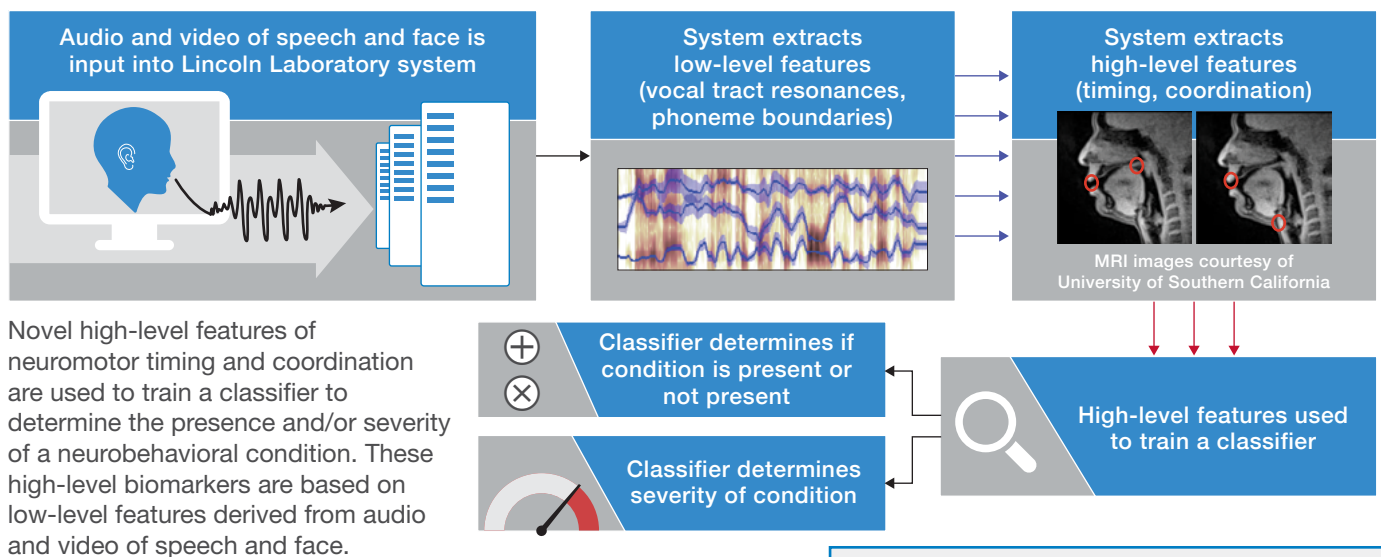 Audio and video of speech and face is
input into Lincoln Laboratory system
System extracts
low-level features
(vocal tract resonances,
phoneme boundaries)
System extracts
high-level features
(timing, coordination)
MRI images courtesy of
University of Southern California
Novel high-level features of
neuromotor timing and coordination
are used to train a classifier to
determine the presence and/or severity
of a neurobehavioral condition. These
high-level biomarkers are based on
low-level features derived from audio
and video of speech and face.
Classifier determines if
condition is present or
not present
Classifier determines
severity of condition
High-level features used
to train a classifier